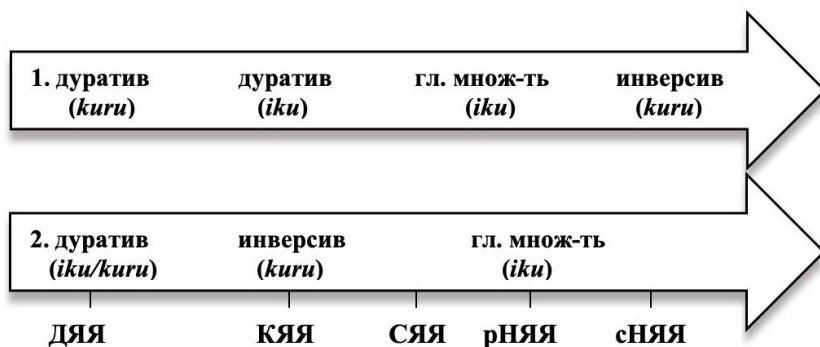 1. дуратив дуратив гл. множ-ть инверсив
(kuru) (iku) (iku) (kuru)
2. дуратив инверсив гл. множ-ть
(iku/kuru) (kuru) (iku)
ДЯЯ КЯЯ СЯЯ рНЯЯ сНЯЯ